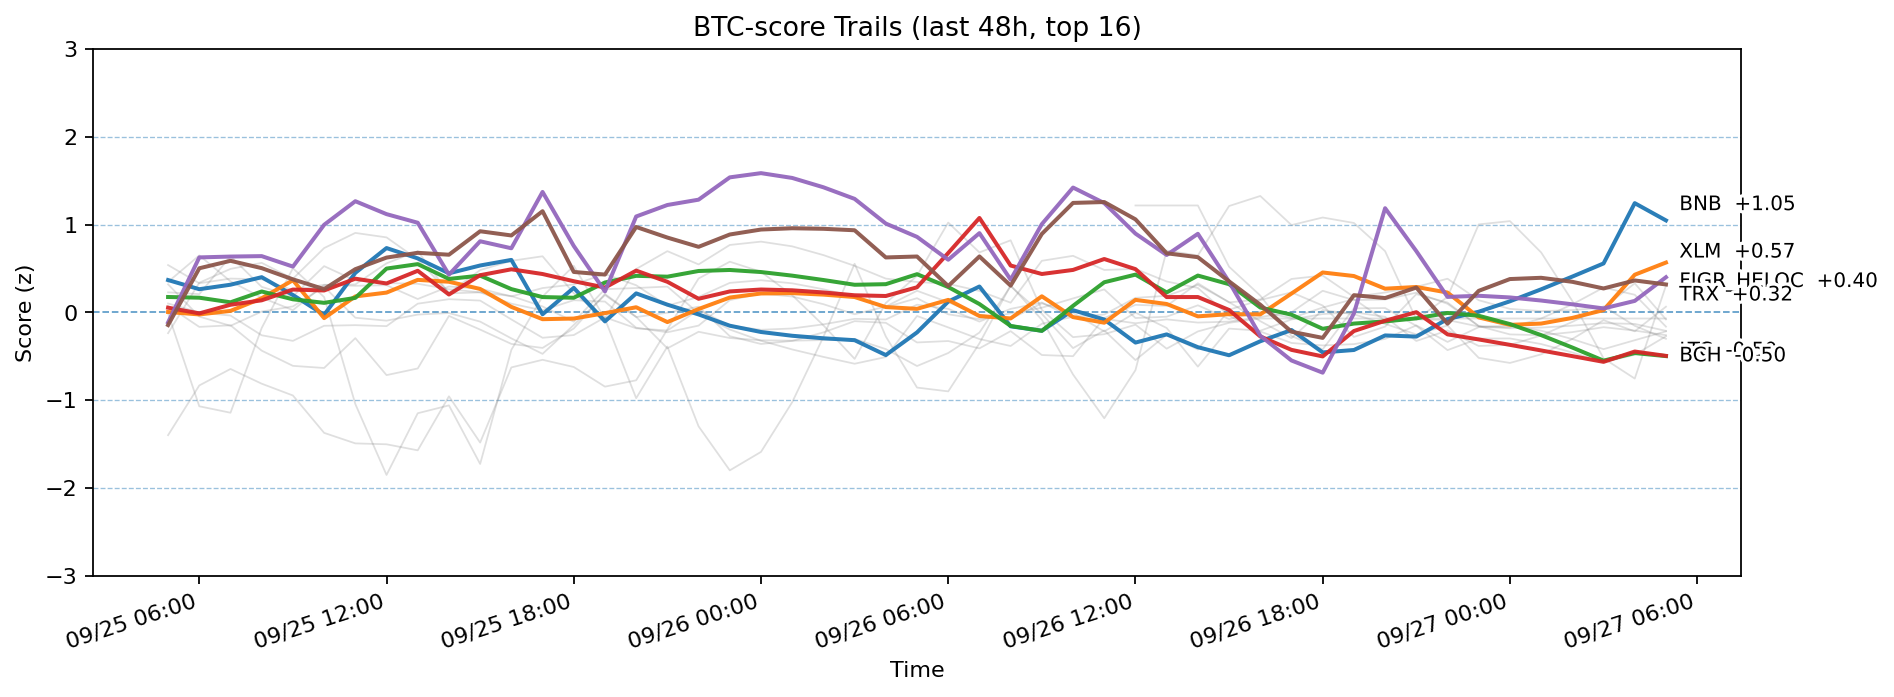 BTC-score Trails (last 48h, top 16)
Score (z)
3
2
1
0
−1
−2
−3
BNB +1.05
XLM +0.57
FIGR_HELOC +0.40
TRX +0.32
BCH -0.50
09/25 06:00
09/25 12:00
09/25 18:00
09/26 00:00
09/26 06:00
09/26 12:00
09/26 18:00
09/27 00:00
09/27 06:00
Time